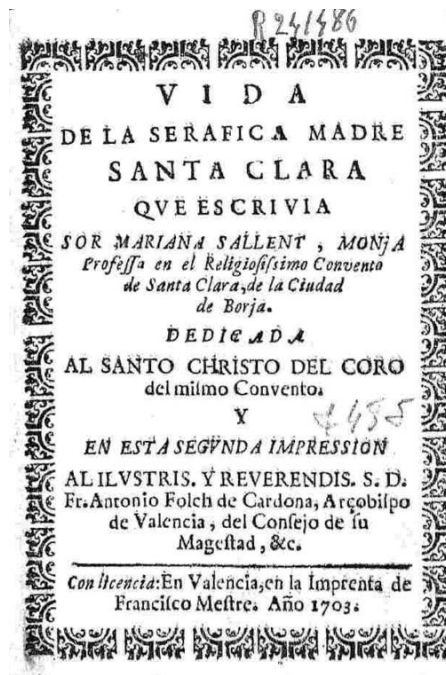 R 241486
VIDA
DE LA SERAFICA MADRE
SANTA CLARA
QVE ESCRIVIA
SOR MARIANA SALLENT, MONJA
Professa en el Religiosissimo Convento
de Santa Clara, de la Ciudad
de Borja.
DEDICADA
AL SANTO CHRISTO DEL CORO
del mismo Convento.
Y
EN ESTA SEGVNDA IMPRESSION
AL ILVSTRIS. Y REVERENDIS. S. D.
Fr. Antonio Folch de Cardona, Arçobispo
de Valencia, del Consejo de su
Magestad, &c.
Con licencia: En Valencia, en la Imprenta de
Francisco Mestre. Año 1703.